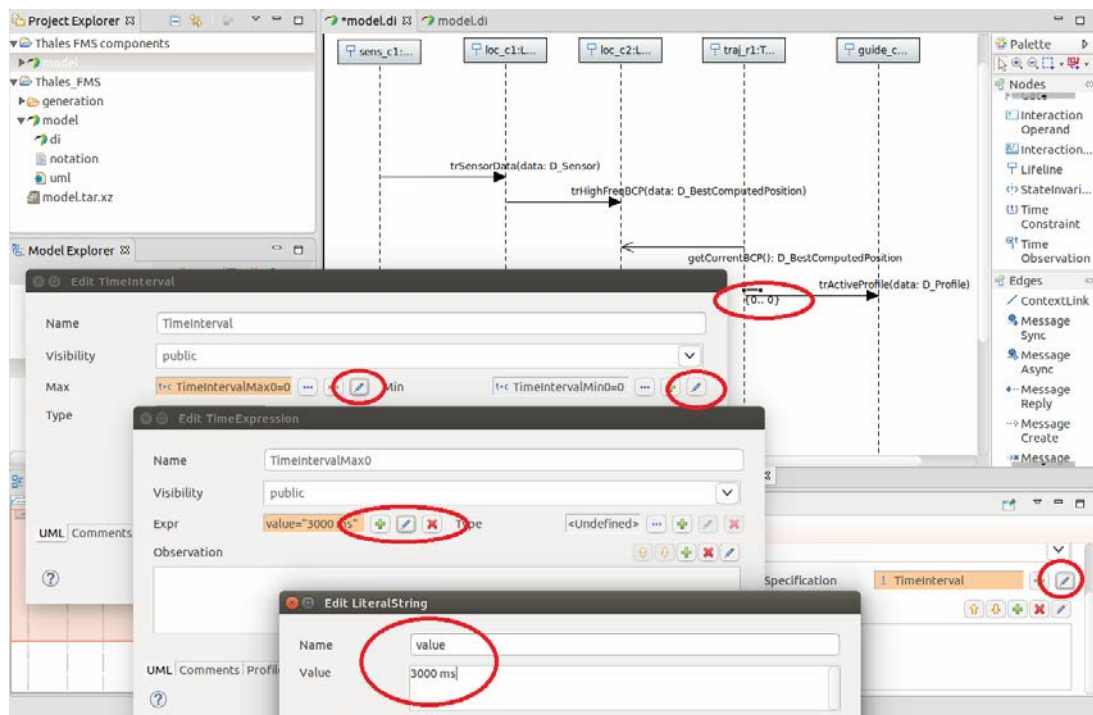 Project Explorer
Thales FMS components
model
Thales_FMS
generation
model
di
notation
uml
model.tar.xz
Model Explorer
*model.di
model.di
sens_c1:...
loc_c1:L...
loc_c2:L...
traj_r1:T...
guide_c...
trSensorData(data: D_Sensor)
trHighFreqBCP(data: D_BestComputedPosition)
getCurrentBCP(): D_BestComputedPosition
trActiveProfile(data: D_Profile)
{0.. 0}
Palette
Nodes
Interaction
Operand
Interaction...
Lifeline
StateInvari...
Time
Constraint
Time
Observation
Edges
ContextLink
Message
Sync
Message
Async
Message
Reply
Message
Create
Message
Edit TimeInterval
Name TimeInterval
Visibility public
Max t+c TimeIntervalMax0=0 Min t+c TimeIntervalMin0=0
Type
UML Comments
Edit TimeExpression
Name TimeIntervalMax0
Visibility public
Expr value="3000 ms" Type <Undefined>
Observation
UML Comments Profil
Specification TimeInterval
Edit LiteralString
Name value
Value 3000 ms